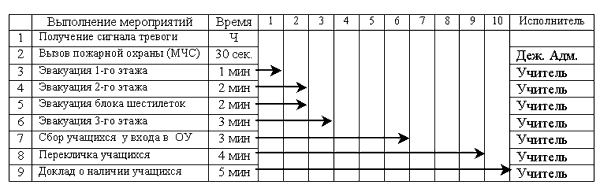 Выполнение мероприятий Время 1 2 3 4 5 6 7 8 9 10 Исполнитель
1 Получение сигнала тревоги Ч
2 Вызов пожарной охраны (МЧС) 30 сек. Деж. Адм.
3 Эвакуация 1-го этажа 1 мин Учитель
4 Эвакуация 2-го этажа 2 мин Учитель
5 Эвакуация блока шестилеток 2 мин Учитель
6 Эвакуация 3-го этажа 3 мин Учитель
7 Сбор учащихся у входа в ОУ 3 мин Учитель
8 Перекличка учащихся 4 мин Учитель
9 Доклад о наличии учащихся 5 мин Учитель